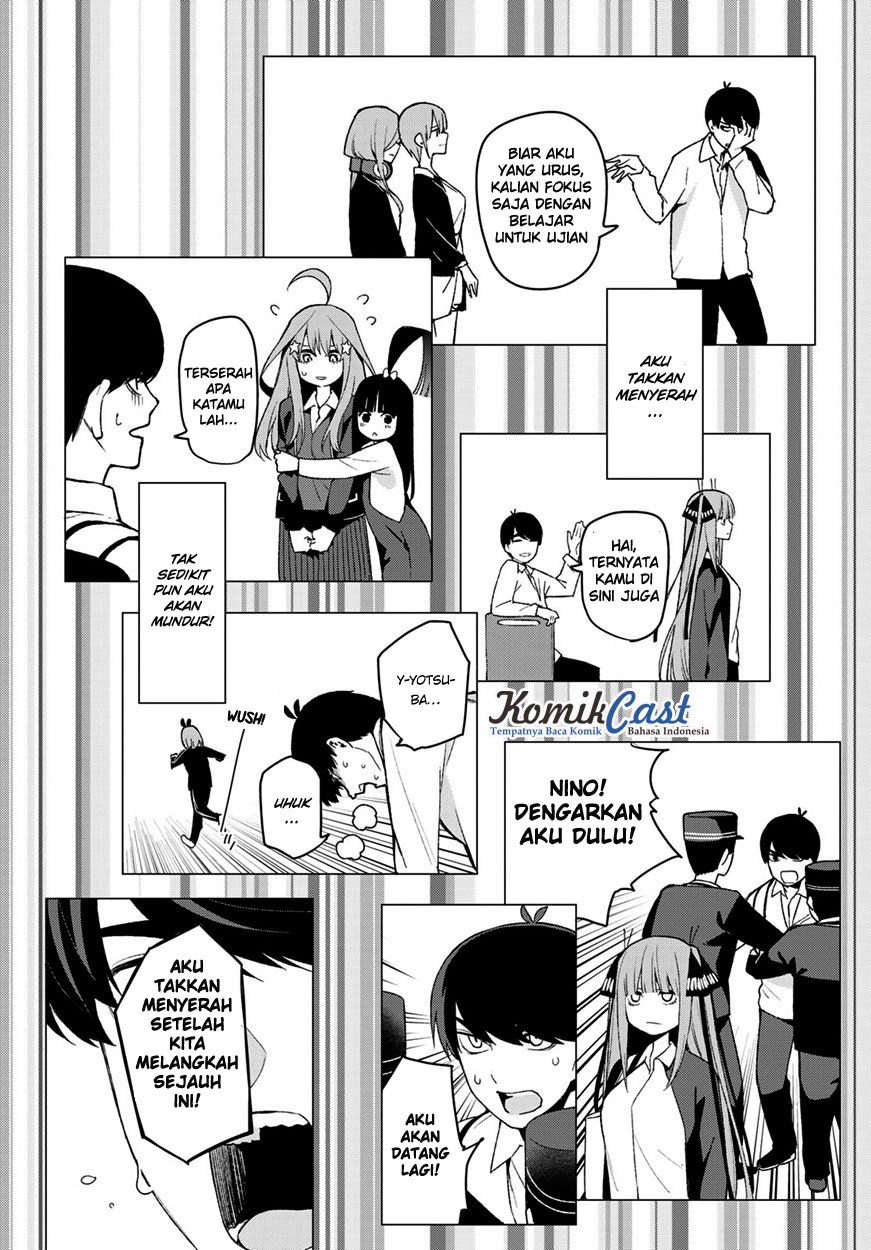 BIAR AKU
YANG URUS,
KALIAN FOKUS
SAJA DENGAN
BELAJAR
UNTUK UJIAN
AKU
TAKKAN
MENYERAH
...
TERSERAH
APA
KATAMU
LAH...
HAI,
TERNYATA
KAMU DI
SINI JUGA
TAK
SEDIKIT
PUN AKU
AKAN
MUNDUR!
Y-YOTSU-
BA...
WUSH!
UHUK
...
KomikCast
Tempatnya Baca Komik Bahasa Indonesia
NINO!
DENGARKAN
AKU DULU!
AKU
AKAN
DATANG
LAGI!
AKU
TAKKAN
MENYERAH
SETELAH
KITA
MELANGKAH
SEJAUH
INI!